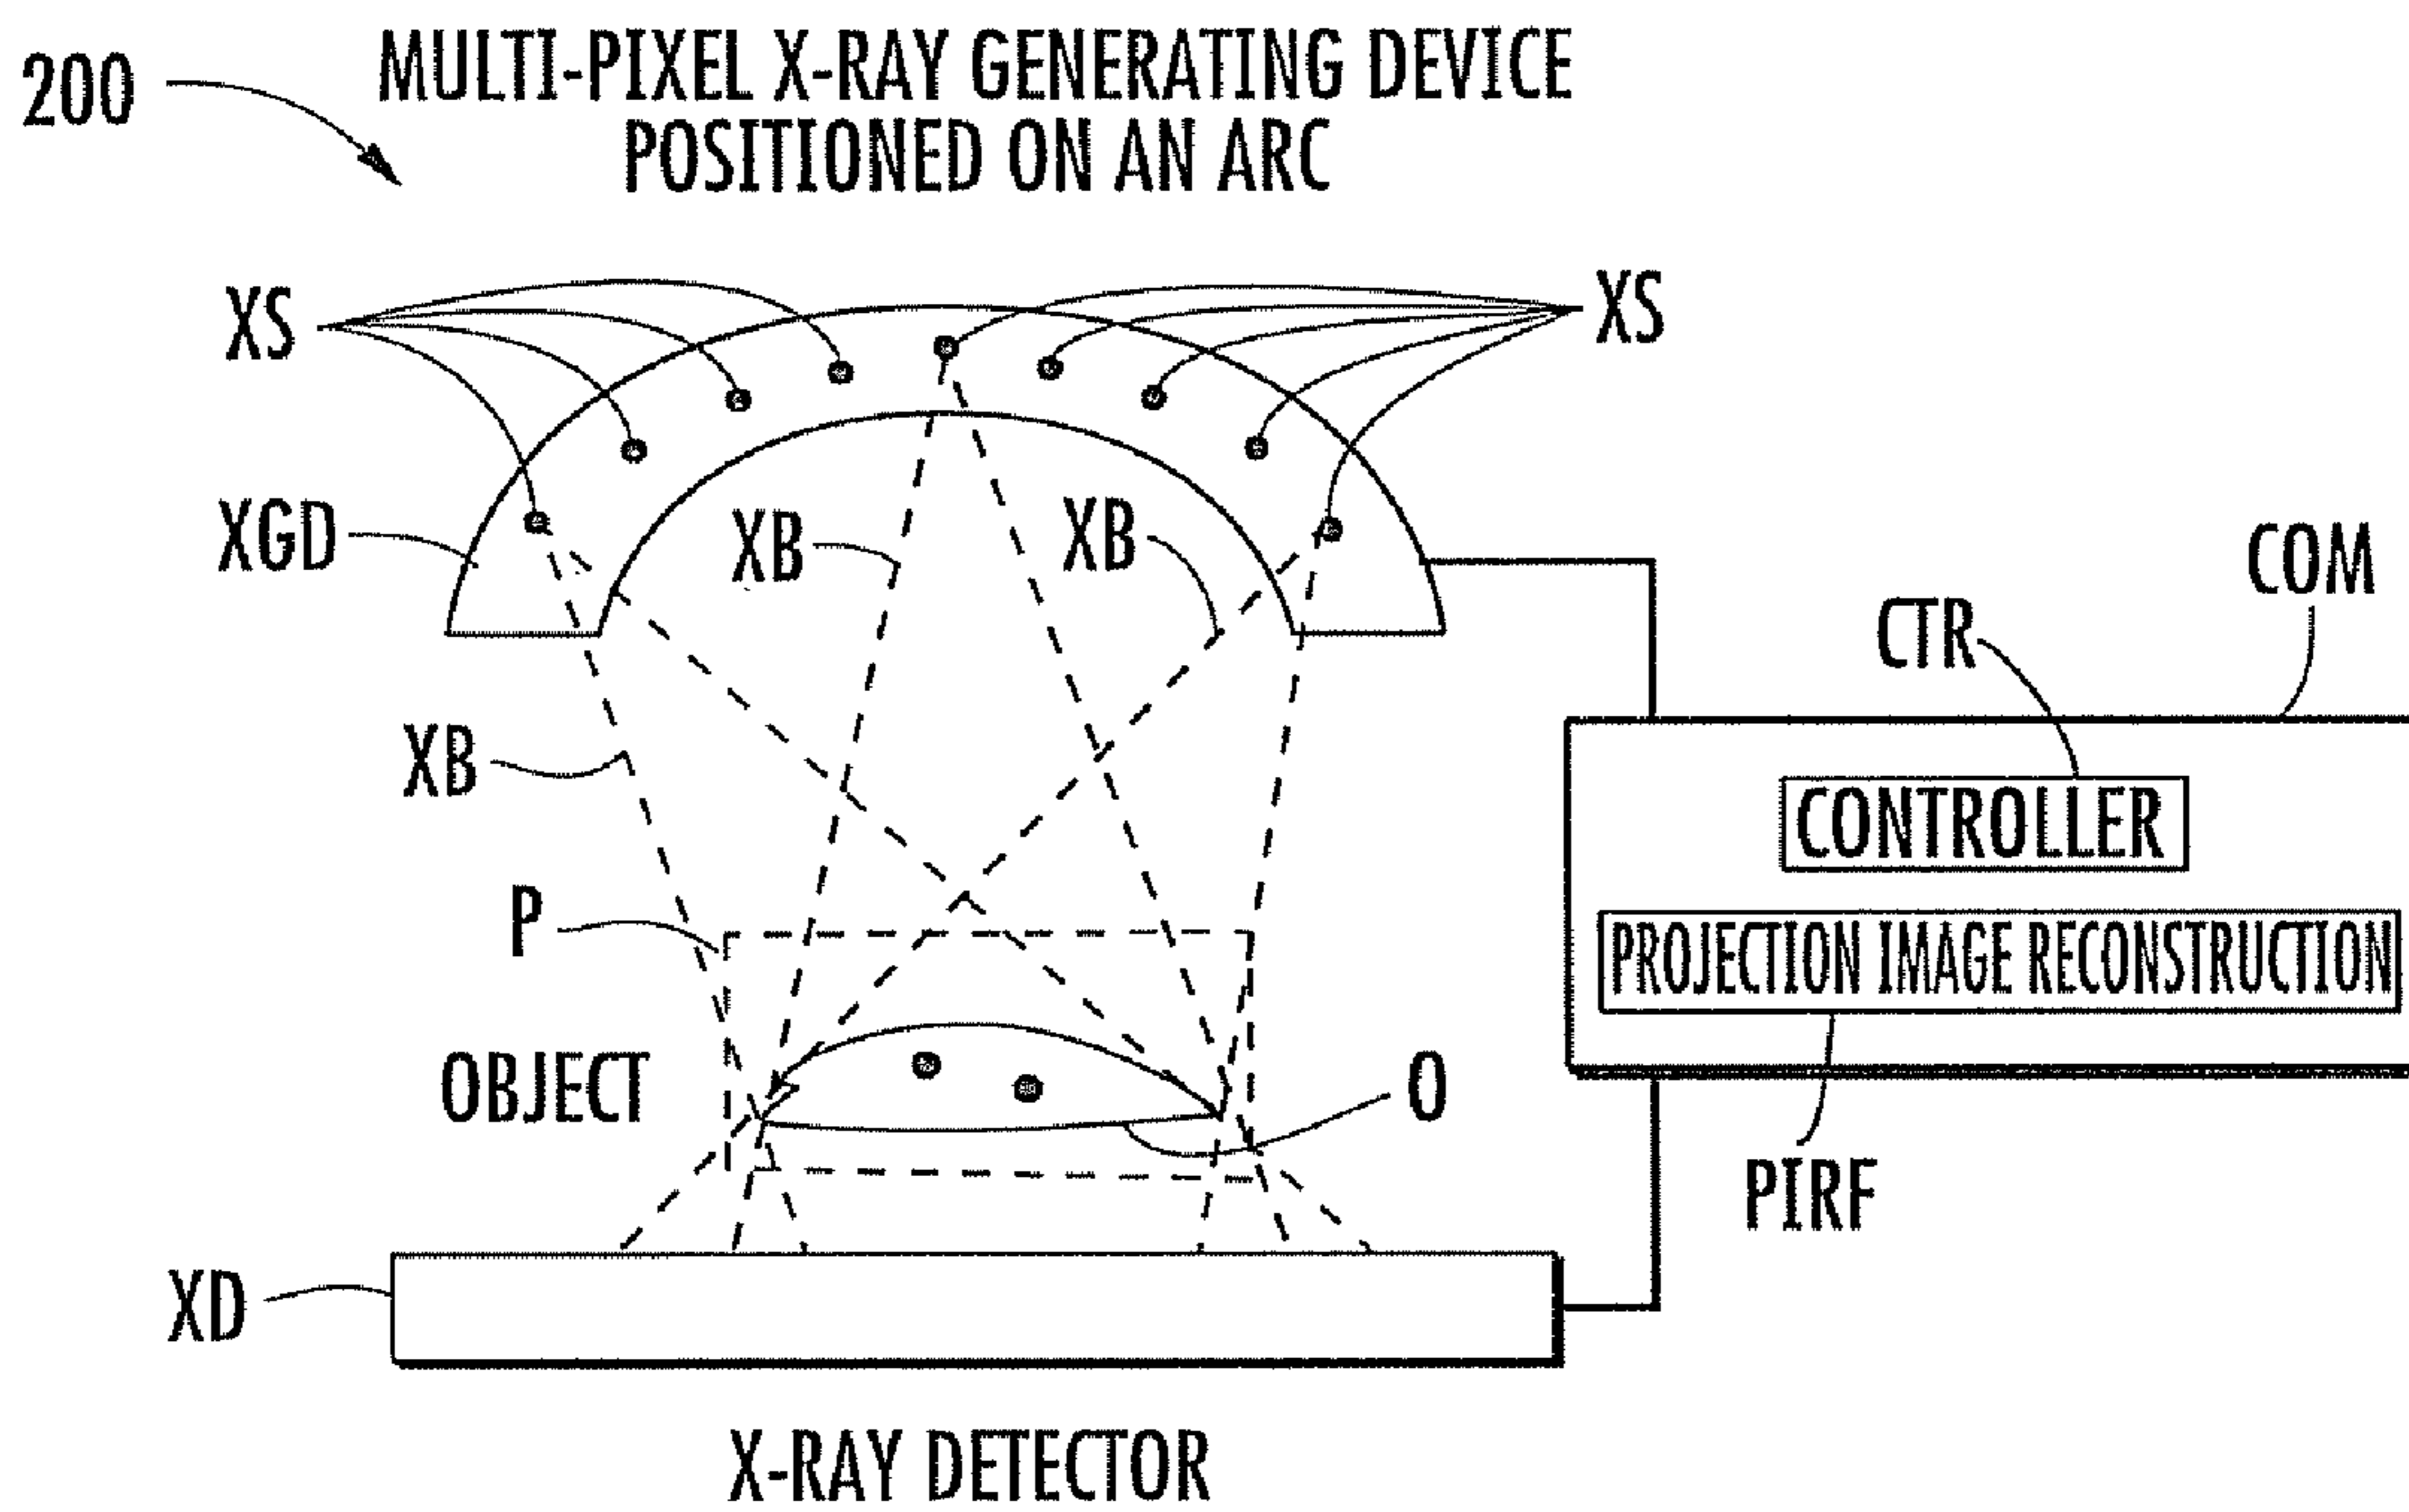 200
MULTI-PIXEL X-RAY GENERATING DEVICE
POSITIONED ON AN ARC
XS
XS
XGD
XB
XB
COM
CTR
XB
CONTROLLER
P
PROJECTION IMAGE RECONSTRUCTION
OBJECT
O
PIRF
XD
X-RAY DETECTOR